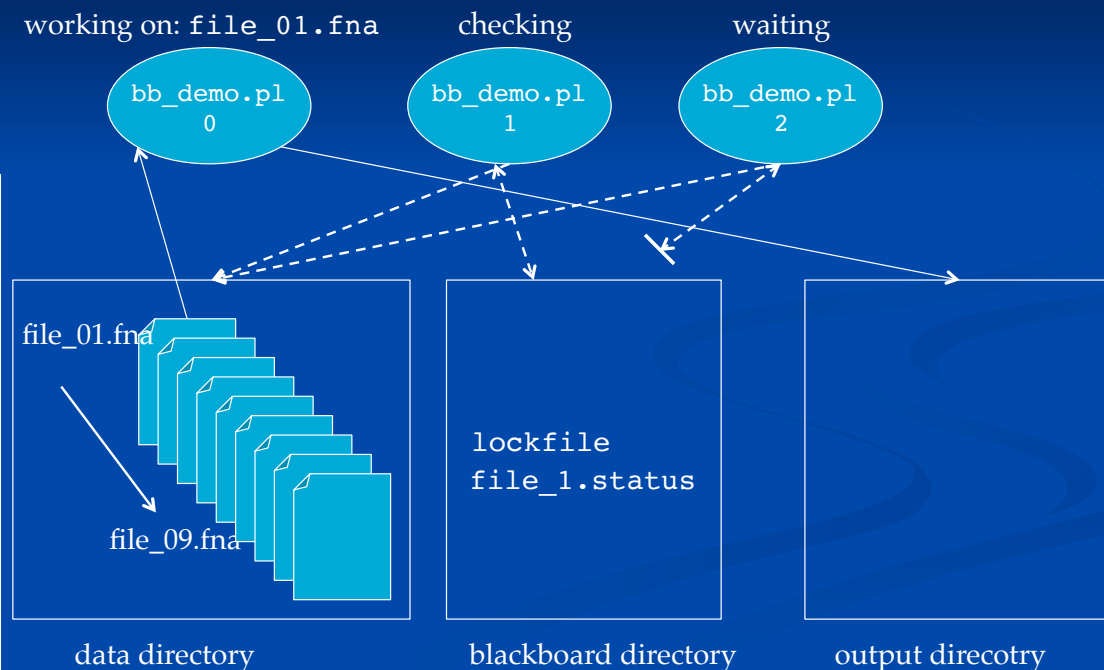 working on: file_01.fna
checking
waiting
bb_demo.pl
0
bb_demo.pl
1
bb_demo.pl
2
file_01.fna
file_09.fna
lockfile
file_1.status
data directory
blackboard directory
output direcotry